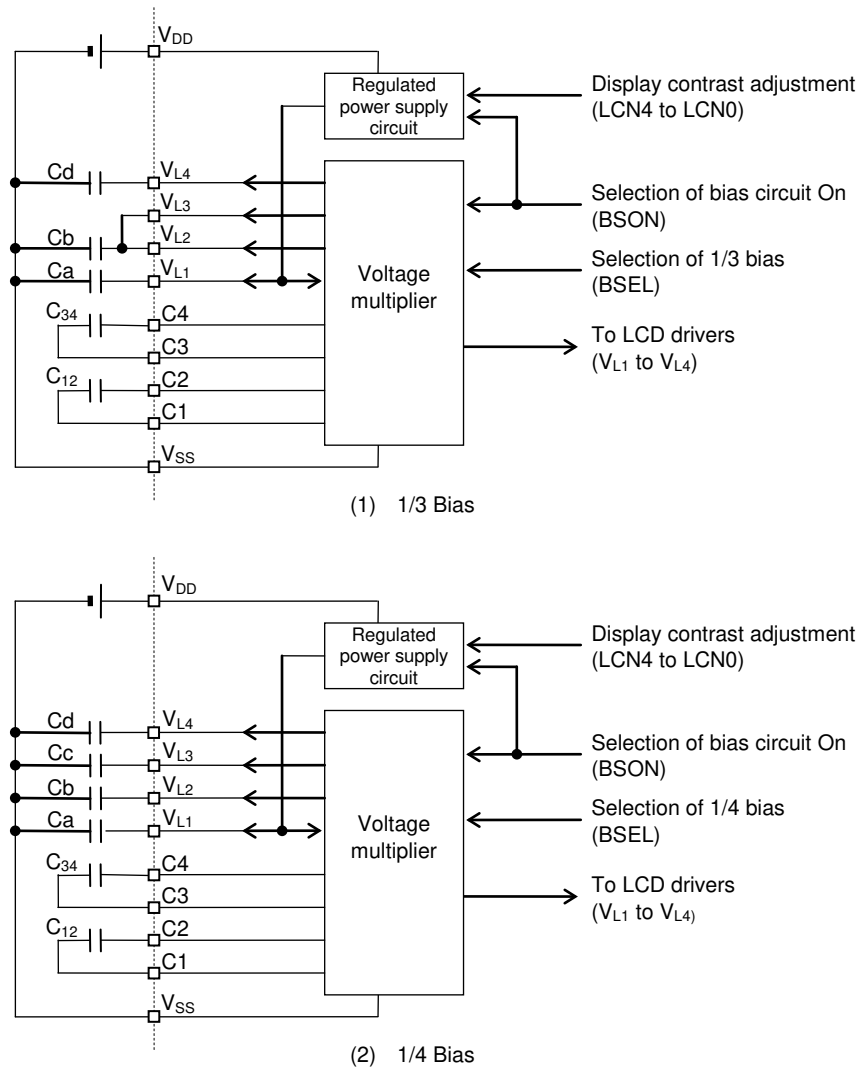 VDD
Regulated
power supply
circuit
Display contrast adjustment
(LCN4 to LCN0)
Cd
VL4
VL3
Cb
VL2
Ca
VL1
C34
C4
C3
C12
C2
C1
VSS
Voltage
multiplier
Selection of bias circuit On
(BSON)
Selection of 1/3 bias
(BSEL)
To LCD drivers
(VL1 to VL4)
(1) 1/3 Bias
VDD
Regulated
power supply
circuit
Display contrast adjustment
(LCN4 to LCN0)
Cd
VL4
Cc
VL3
Cb
VL2
Ca
VL1
C34
C4
C3
C12
C2
C1
VSS
Voltage
multiplier
Selection of bias circuit On
(BSON)
Selection of 1/4 bias
(BSEL)
To LCD drivers
(VL1 to VL4)
(2) 1/4 Bias